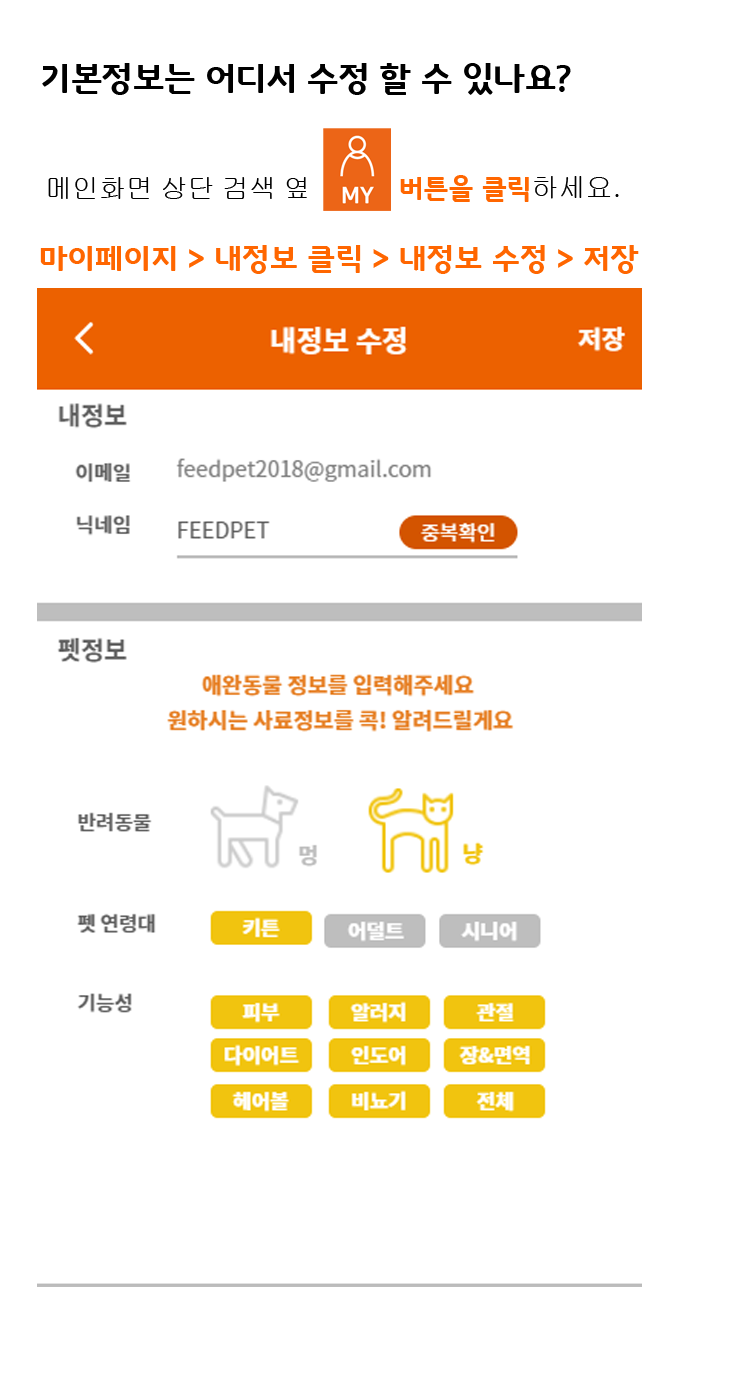 기본정보는 어디서 수정 할 수 있나요?
메인화면 상단 검색 옆 MY 버튼을 클릭하세요.
마이페이지 > 내정보 클릭 > 내정보 수정 > 저장
내정보 수정 저장
내정보
이메일 feedpet2018@gmail.com
닉네임 FEEDPET 중복확인
펫정보
애완동물 정보를 입력해주세요
원하시는 사료정보를 콕! 알려드릴게요
반려동물 멍 냥
펫 연령대 키튼 어덜트 시니어
기능성 피부 알러지 관절
다이어트 인도어 장&면역
헤어볼 비뇨기 전체